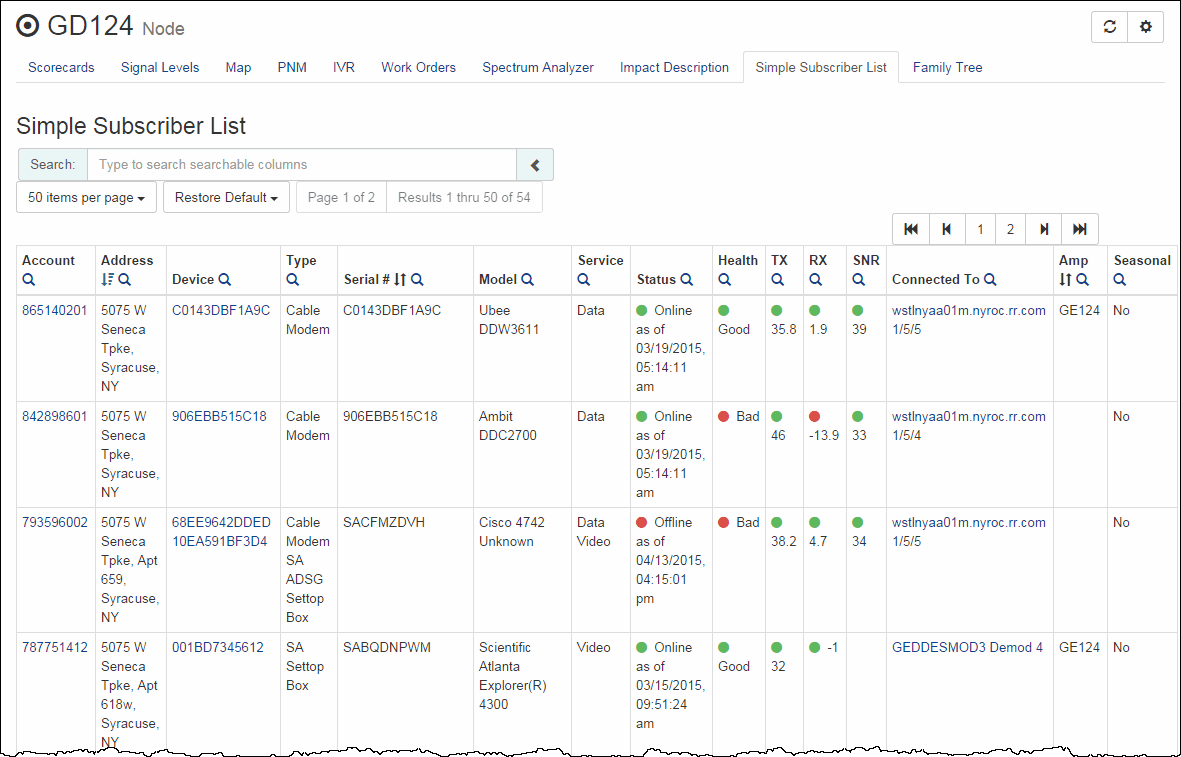 GD124 Node
Scorecards Signal Levels Map PNM IVR Work Orders Spectrum Analyzer Impact Description Simple Subscriber List Family Tree
Simple Subscriber List
Search: Type to search searchable columns
50 items per page Restore Default Page 1 of 2 Results 1 thru 50 of 54
1 2
Account Address Device Type Serial # Model Service Status Health TX RX SNR Connected To Amp Seasonal
865140201 5075 W C0143DBF1A9C Cable C0143DBF1A9C Ubee Data Online wstlnyaa01m.nyroc.rr.com GE124 No
Seneca Modem DDW3611 as of Good 35.8 1.9 39 1/5/5
Tpke, 03/19/2015,
Syracuse, 05:14:11
NY am
842898601 5075 W 906EBB515C18 Cable 906EBB515C18 Ambit Data Online Bad wstlnyaa01m.nyroc.rr.com No
Seneca Modem DDC2700 as of 46 -13.9 33 1/5/4
Tpke, 03/19/2015,
Syracuse, 05:14:11
NY am
793596002 5075 W 68EE9642DDED Cable SACFMZDVH Cisco 4742 Data Offline Bad wstlnyaa01m.nyroc.rr.com No
Seneca 10EA591BF3D4 Modem Unknown Video as of 38.2 4.7 34 1/5/5
Tpke, Apt SA 04/13/2015,
659, ADSG 04:15:01
Syracuse, Settop pm
NY Box
787751412 5075 W 001BD7345612 SA SABQDNPWM Scientific Video Online -1 GEDDESMOD3 Demod 4 GE124 No
Seneca Settop Atlanta as of Good 32
Tpke, Apt Box Explorer(R) 03/15/2015,
618w, 4300 09:51:24
Syracuse, am
NY